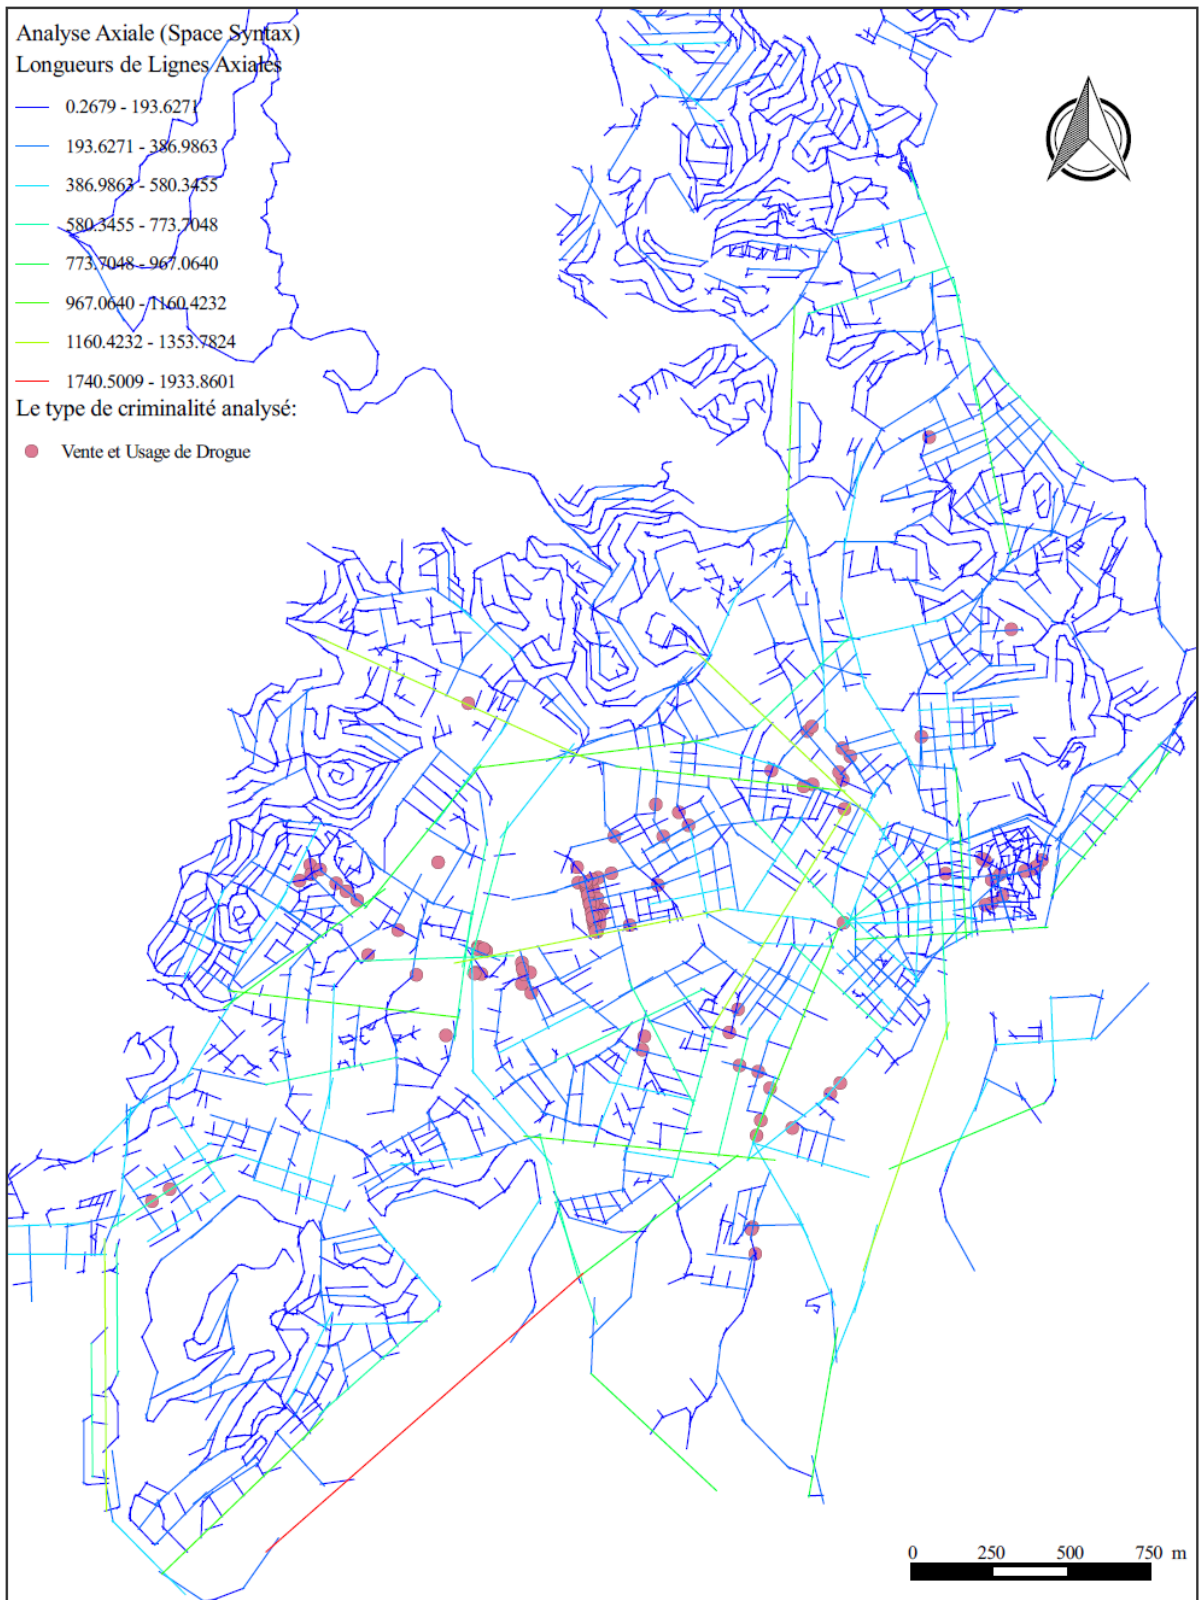 Analyse Axiale (Space Syntax)
Longueurs de Lignes Axiales
0.2679 - 193.6271
193.6271 - 386.9863
386.9863 - 580.3455
580.3455 - 773.7048
773.7048 - 967.0640
967.0640 - 1160.4232
1160.4232 - 1353.7824
1740.5009 - 1933.8601
Le type de criminalité analysé:
Vente et Usage de Drogue
0 250 500 750 m